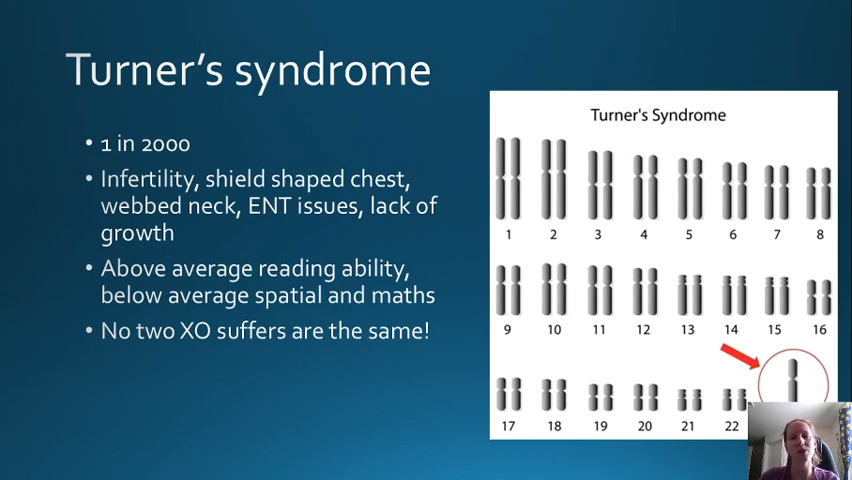 Turner's syndrome
• 1 in 2000
• Infertility, shield shaped chest,
webbed neck, ENT issues, lack of
growth
• Above average reading ability,
below average spatial and maths
• No two XO suffers are the same!
Turner's Syndrome
1 2 3 4 5 6 7 8
9 10 11 12 13 14 15 16
17 18 19 20 21 22